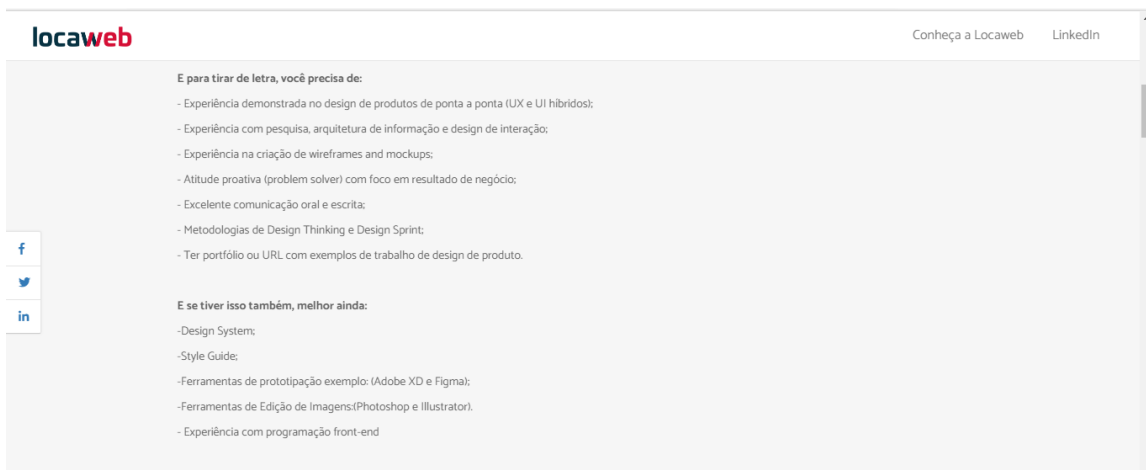 locaweb
Conheça a Locaweb LinkedIn
E para tirar de letra, você precisa de:
- Experiência demonstrada no design de produtos de ponta a ponta (UX e UI híbridos);
- Experiência com pesquisa, arquitetura de informação e design de interação;
- Experiência na criação de wireframes and mockups;
- Atitude proativa (problem solver) com foco em resultado de negócio;
- Excelente comunicação oral e escrita;
- Metodologias de Design Thinking e Design Sprint;
- Ter portfólio ou URL com exemplos de trabalho de design de produto.
E se tiver isso também, melhor ainda:
-Design System;
-Style Guide;
-Ferramentas de prototipação exemplo: (Adobe XD e Figma);
-Ferramentas de Edição de Imagens:(Photoshop e Illustrator).
- Experiência com programação front-end
f
in